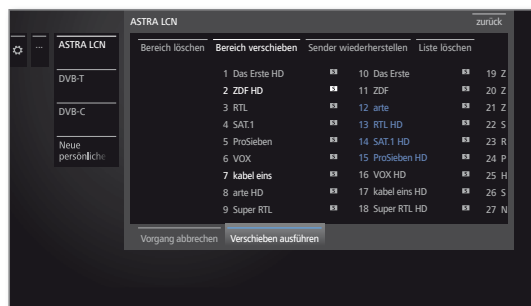 ASTRA LCN zurück
... ASTRA LCN Bereich löschen Bereich verschieben Sender wiederherstellen Liste löschen
DVB-T
DVB-C
Neue
persönliche
1 Das Erste HD S 10 Das Erste S 19 Z
2 ZDF HD S 11 ZDF S 20 Z
3 RTL S 12 arte S 21 Z
4 SAT.1 S 13 RTL HD S 22 S
5 ProSieben S 14 SAT.1 HD S 23 R
6 VOX S 15 ProSieben HD S 24 P
7 kabel eins S 16 VOX HD S 25 H
8 arte HD S 17 kabel eins HD S 26 S
9 Super RTL S 18 Super RTL HD S 27 N
Vorgang abbrechen Verschieben ausführen